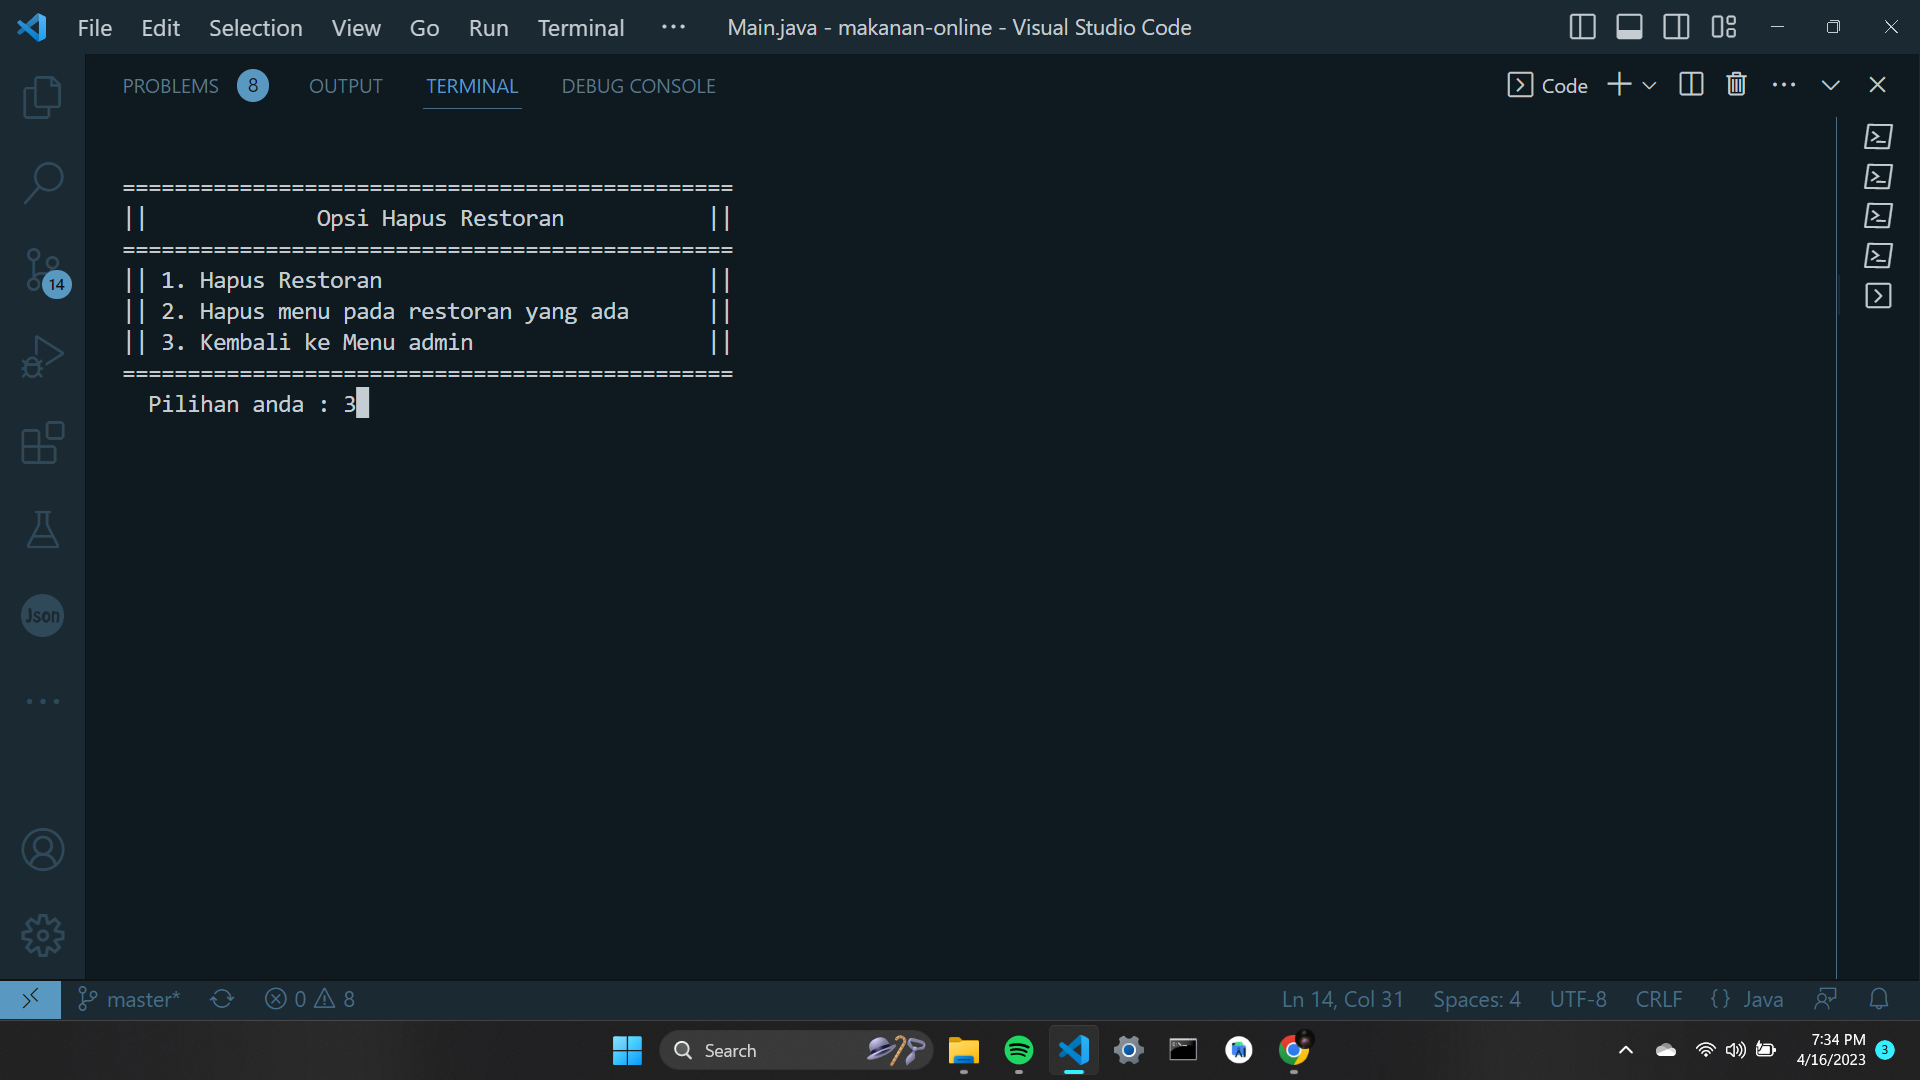 File Edit Selection View Go Run Terminal ··· Main.java - makanan-online - Visual Studio Code
PROBLEMS 8 OUTPUT TERMINAL DEBUG CONSOLE Code
===============================================
||             Opsi Hapus Restoran           ||
===============================================
|| 1. Hapus Restoran                         ||
|| 2. Hapus menu pada restoran yang ada      ||
|| 3. Kembali ke Menu admin                  ||
===============================================
Pilihan anda : 3
14
Json
master* 0 8 Ln 14, Col 31 Spaces: 4 UTF-8 CRLF {} Java
Search
7:34 PM
4/16/2023 3